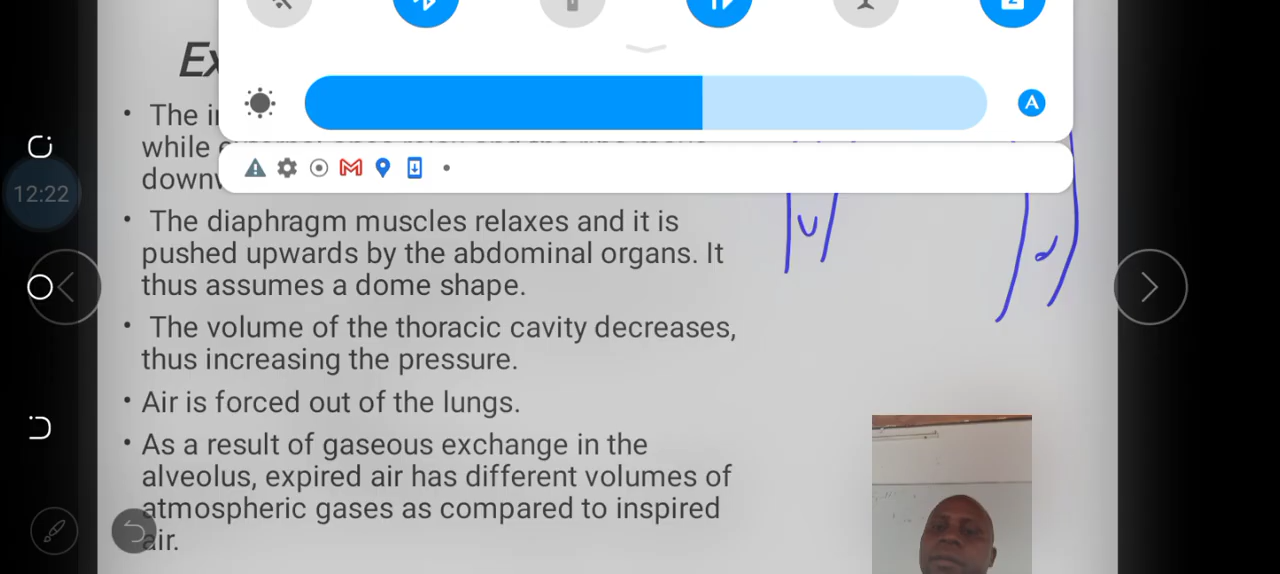 Ex
A
The i
while
downw
12:22
The diaphragm muscles relaxes and it is
pushed upwards by the abdominal organs. It
thus assumes a dome shape.
The volume of the thoracic cavity decreases,
thus increasing the pressure.
Air is forced out of the lungs.
As a result of gaseous exchange in the
alveolus, expired air has different volumes of
atmospheric gases as compared to inspired
air.